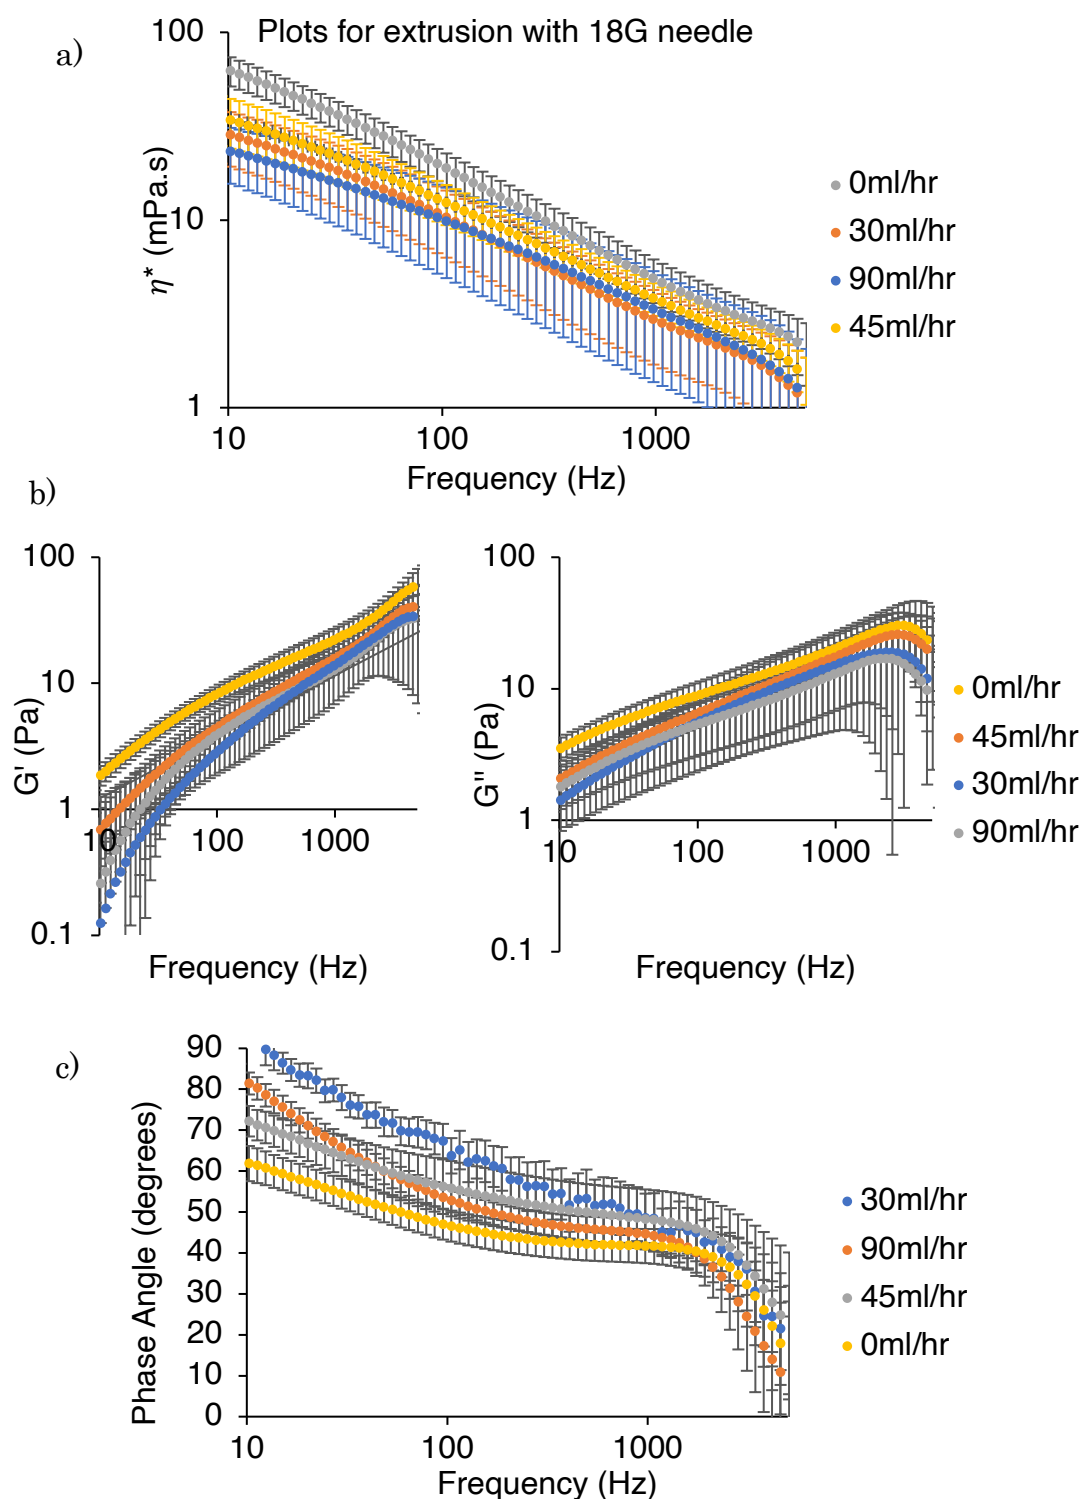 Plots for extrusion with 18G needle
a)
100
10
1
η* (mPa.s)
10
100
1000
Frequency (Hz)
0ml/hr
30ml/hr
90ml/hr
45ml/hr
b)
100
10
1
0.1
G' (Pa)
10
100
1000
Frequency (Hz)
100
10
1
0.1
G'' (Pa)
10
100
1000
Frequency (Hz)
0ml/hr
45ml/hr
30ml/hr
90ml/hr
c)
90
80
70
60
50
40
30
20
10
0
Phase Angle (degrees)
10
100
1000
Frequency (Hz)
30ml/hr
90ml/hr
45ml/hr
0ml/hr